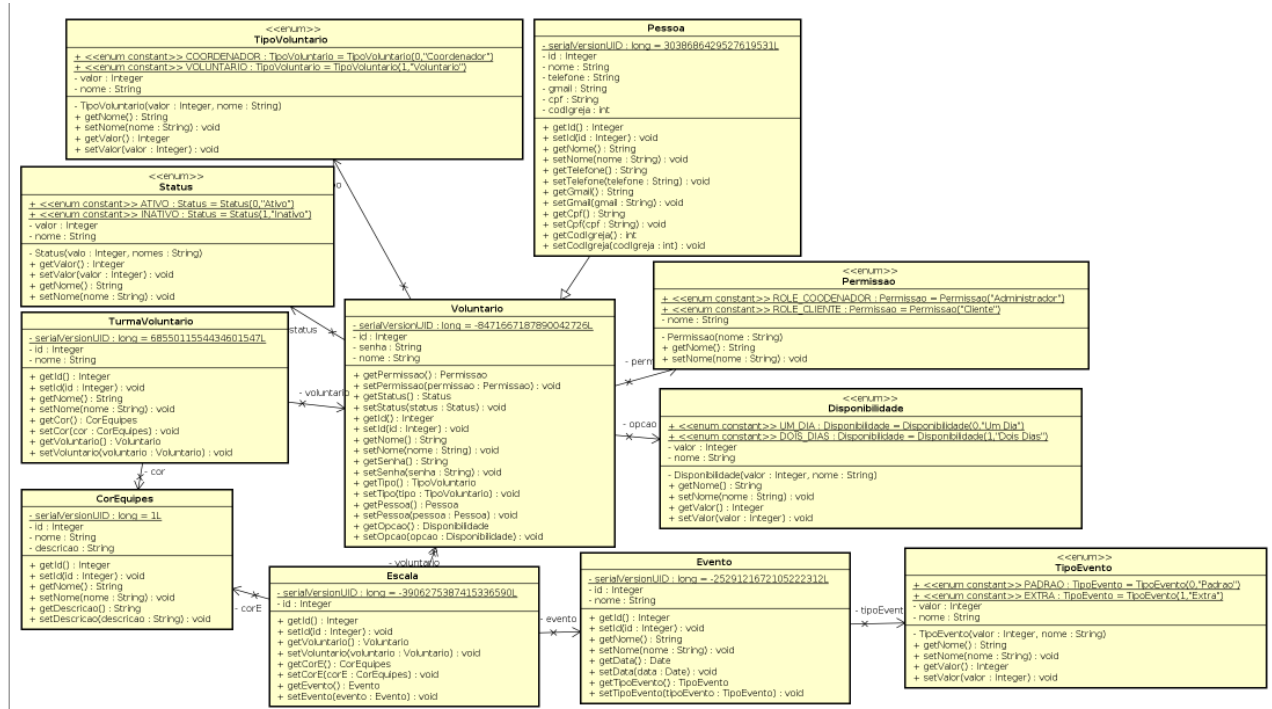 <<enum>>
TipoVoluntario
+ <<enum constant>> COORDENADOR : TipoVoluntario = TipoVoluntario(0,"Coordenador")
+ <<enum constant>> VOLUNTARIO : TipoVoluntario = TipoVoluntario(1,"Voluntario")
- valor : Integer
- nome : String
- TipoVoluntario(valor : Integer, nome : String)
+ getNome() : String
+ setNome(nome : String) : void
+ getValor() : Integer
+ setValor(valor : Integer) : void
Pessoa
- serialVersionUID : long = 3038686429527619531L
- id : Integer
- nome : String
- telefone : String
- gmail : String
- cpf : String
- codIgreja : int
+ getId() : Integer
+ setId(id : Integer) : void
+ getNome() : String
+ setNome(nome : String) : void
+ getTelefone() : String
+ setTelefone(telefone : String) : void
+ getGmail() : String
+ setGmail(gmail : String) : void
+ getCpf() : String
+ setCpf(cpf : String) : void
+ getCodIgreja() : int
+ setCodIgreja(codIgreja : int) : void
<<enum>>
Status
+ <<enum constant>> ATIVO : Status = Status(0,"Ativo")
+ <<enum constant>> INATIVO : Status = Status(1,"Inativo")
- valor : Integer
- nome : String
- Status(valo : Integer, nomes : String)
+ getValor() : Integer
+ setValor(valor : Integer) : void
+ getNome() : String
+ setNome(nome : String) : void
status
<<enum>>
Permissao
+ <<enum constant>> ROLE_COODENADOR : Permissao = Permissao("Administrador")
+ <<enum constant>> ROLE_CLIENTE : Permissao = Permissao("Cliente")
- nome : String
- Permissao(nome : String)
+ getNome() : String
+ setNome(nome : String) : void
- perm
Voluntario
- serialVersionUID : long = -8471667187890042726L
- id : Integer
- senha : String
- nome : String
+ getPermissao() : Permissao
+ setPermissao(permissao : Permissao) : void
+ getStatus() : Status
+ setStatus(status : Status) : void
+ getId() : Integer
+ setId(id : Integer) : void
+ getNome() : String
+ setNome(nome : String) : void
+ getSenha() : String
+ setSenha(senha : String) : void
+ getTipo() : TipoVoluntario
+ setTipo(tipo : TipoVoluntario) : void
+ getPessoa() : Pessoa
+ setPessoa(pessoa : Pessoa) : void
+ getOpcao() : Disponibilidade
+ setOpcao(opcao : Disponibilidade) : void
TurmaVoluntario
- serialVersionUID : long = 6855011554434601547L
- id : Integer
- nome : String
+ getId() : Integer
+ setId(id : Integer) : void
+ getNome() : String
+ setNome(nome : String) : void
+ getCor() : CorEquipes
+ setCor(cor : CorEquipes) : void
+ getVoluntario() : Voluntario
+ setVoluntario(voluntario : Voluntario) : void
- voluntario
- cor
- opcao
<<enum>>
Disponibilidade
+ <<enum constant>> UM_DIA : Disponibilidade = Disponibilidade(0,"Um Dia")
+ <<enum constant>> DOIS_DIAS : Disponibilidade = Disponibilidade(1,"Dois Dias")
- valor : Integer
- nome : String
- Disponibilidade(valor : Integer, nome : String)
+ getNome() : String
+ setNome(nome : String) : void
+ getValor() : Integer
+ setValor(valor : Integer) : void
CorEquipes
- serialVersionUID : long = 1L
- id : Integer
- nome : String
- descricao : String
+ getId() : Integer
+ setId(id : Integer) : void
+ getNome() : String
+ setNome(nome : String) : void
+ getDescricao() : String
+ setDescricao(descricao : String) : void
- corE
- voluntario
Escala
- serialVersionUID : long = -3906275387415336590L
- id : Integer
+ getId() : Integer
+ setId(id : Integer) : void
+ getVoluntario() : Voluntario
+ setVoluntario(voluntario : Voluntario) : void
+ getCorE() : CorEquipes
+ setCorE(corE : CorEquipes) : void
+ getEvento() : Evento
+ setEvento(evento : Evento) : void
- evento
Evento
- serialVersionUID : long = -2529121672105222312L
- id : Integer
- nome : String
+ getId() : Integer
+ setId(id : Integer) : void
+ getNome() : String
+ setNome(nome : String) : void
+ getData() : Date
+ setData(data : Date) : void
+ getTipoEvento() : TipoEvento
+ setTipoEvento(tipoEvento : TipoEvento) : void
- tipoEvent
<<enum>>
TipoEvento
+ <<enum constant>> PADRAO : TipoEvento = TipoEvento(0,"Padrao")
+ <<enum constant>> EXTRA : TipoEvento = TipoEvento(1,"Extra")
- valor : Integer
- nome : String
- TipoEvento(valor : Integer, nome : String)
+ getNome() : String
+ setNome(nome : String) : void
+ getValor() : Integer
+ setValor(valor : Integer) : void